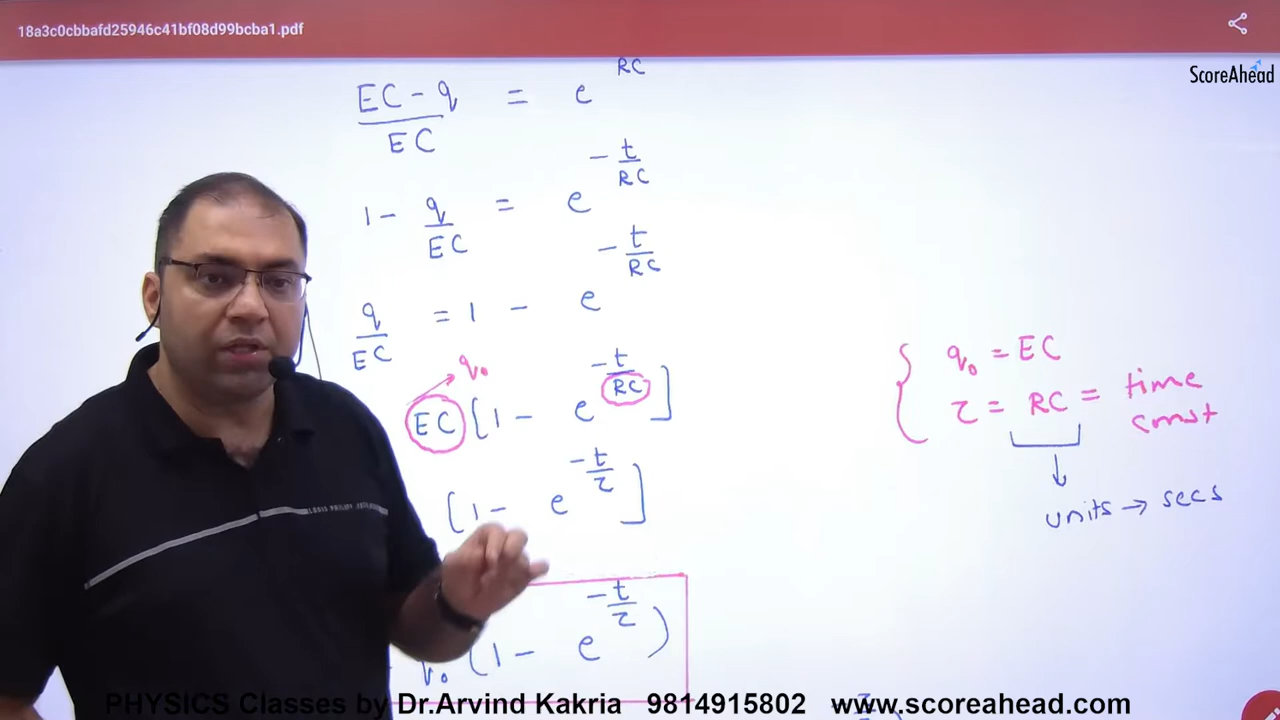 18a3c0cbbafd25946c41bf08d99bcba1.pdf
ScoreAhead
EC - q / EC = e^RC
1 - q/EC = e^-t/RC
q/EC = 1 - e^-t/RC
q₀
EC [1 - e^-t/RC]
[1 - e^-t/τ]
q₀ (1 - e^-t/τ)
q₀ = EC
τ = RC = time const
units → secs
PHYSICS Classes by Dr.Arvind Kakria 9814915802 www.scoreahead.com